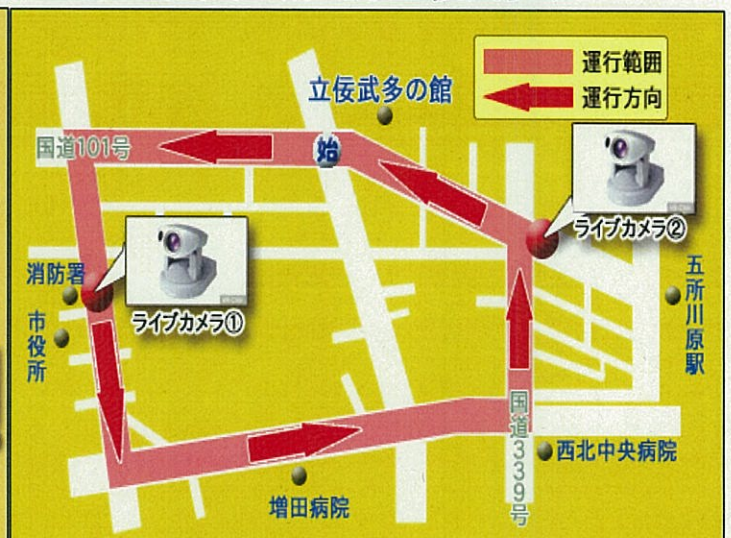 運行範囲
運行方向
立佞武多の館
国道101号
始
ライブカメラ②
消防署
ライブカメラ①
市役所
五所川原駅
国道339号
西北中央病院
増田病院